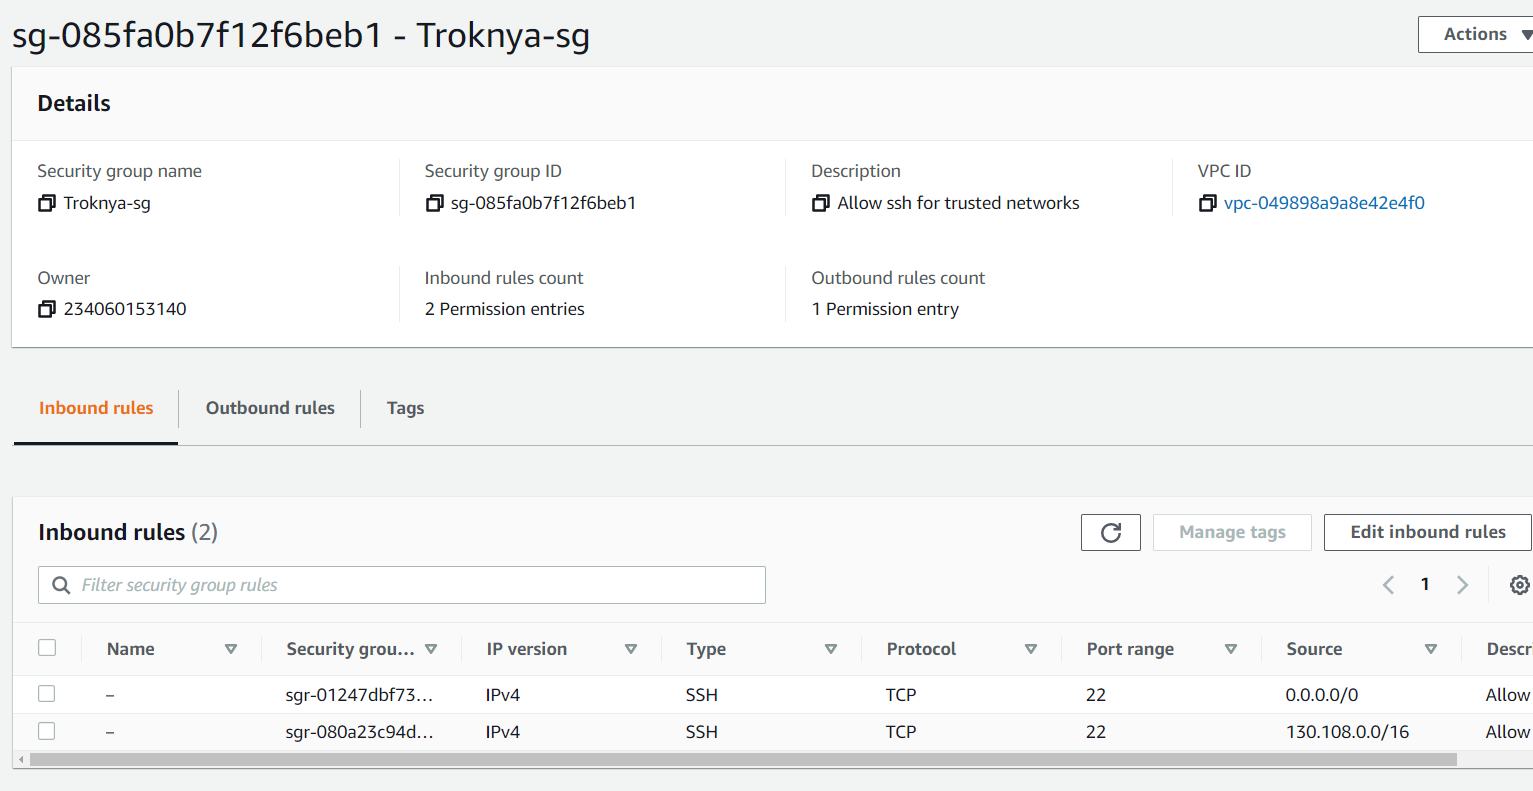 sg-085fa0b7f12f6beb1 - Troknya-sg
Actions
Details
Security group name
Troknya-sg
Security group ID
sg-085fa0b7f12f6beb1
Description
Allow ssh for trusted networks
VPC ID
vpc-049898a9a8e42e4f0
Owner
234060153140
Inbound rules count
2 Permission entries
Outbound rules count
1 Permission entry
Inbound rules Outbound rules Tags
Inbound rules (2)
Manage tags Edit inbound rules
Filter security group rules
1
Name Security grou... IP version Type Protocol Port range Source Descri
– sgr-01247dbf73... IPv4 SSH TCP 22 0.0.0.0/0 Allow
– sgr-080a23c94d... IPv4 SSH TCP 22 130.108.0.0/16 Allow